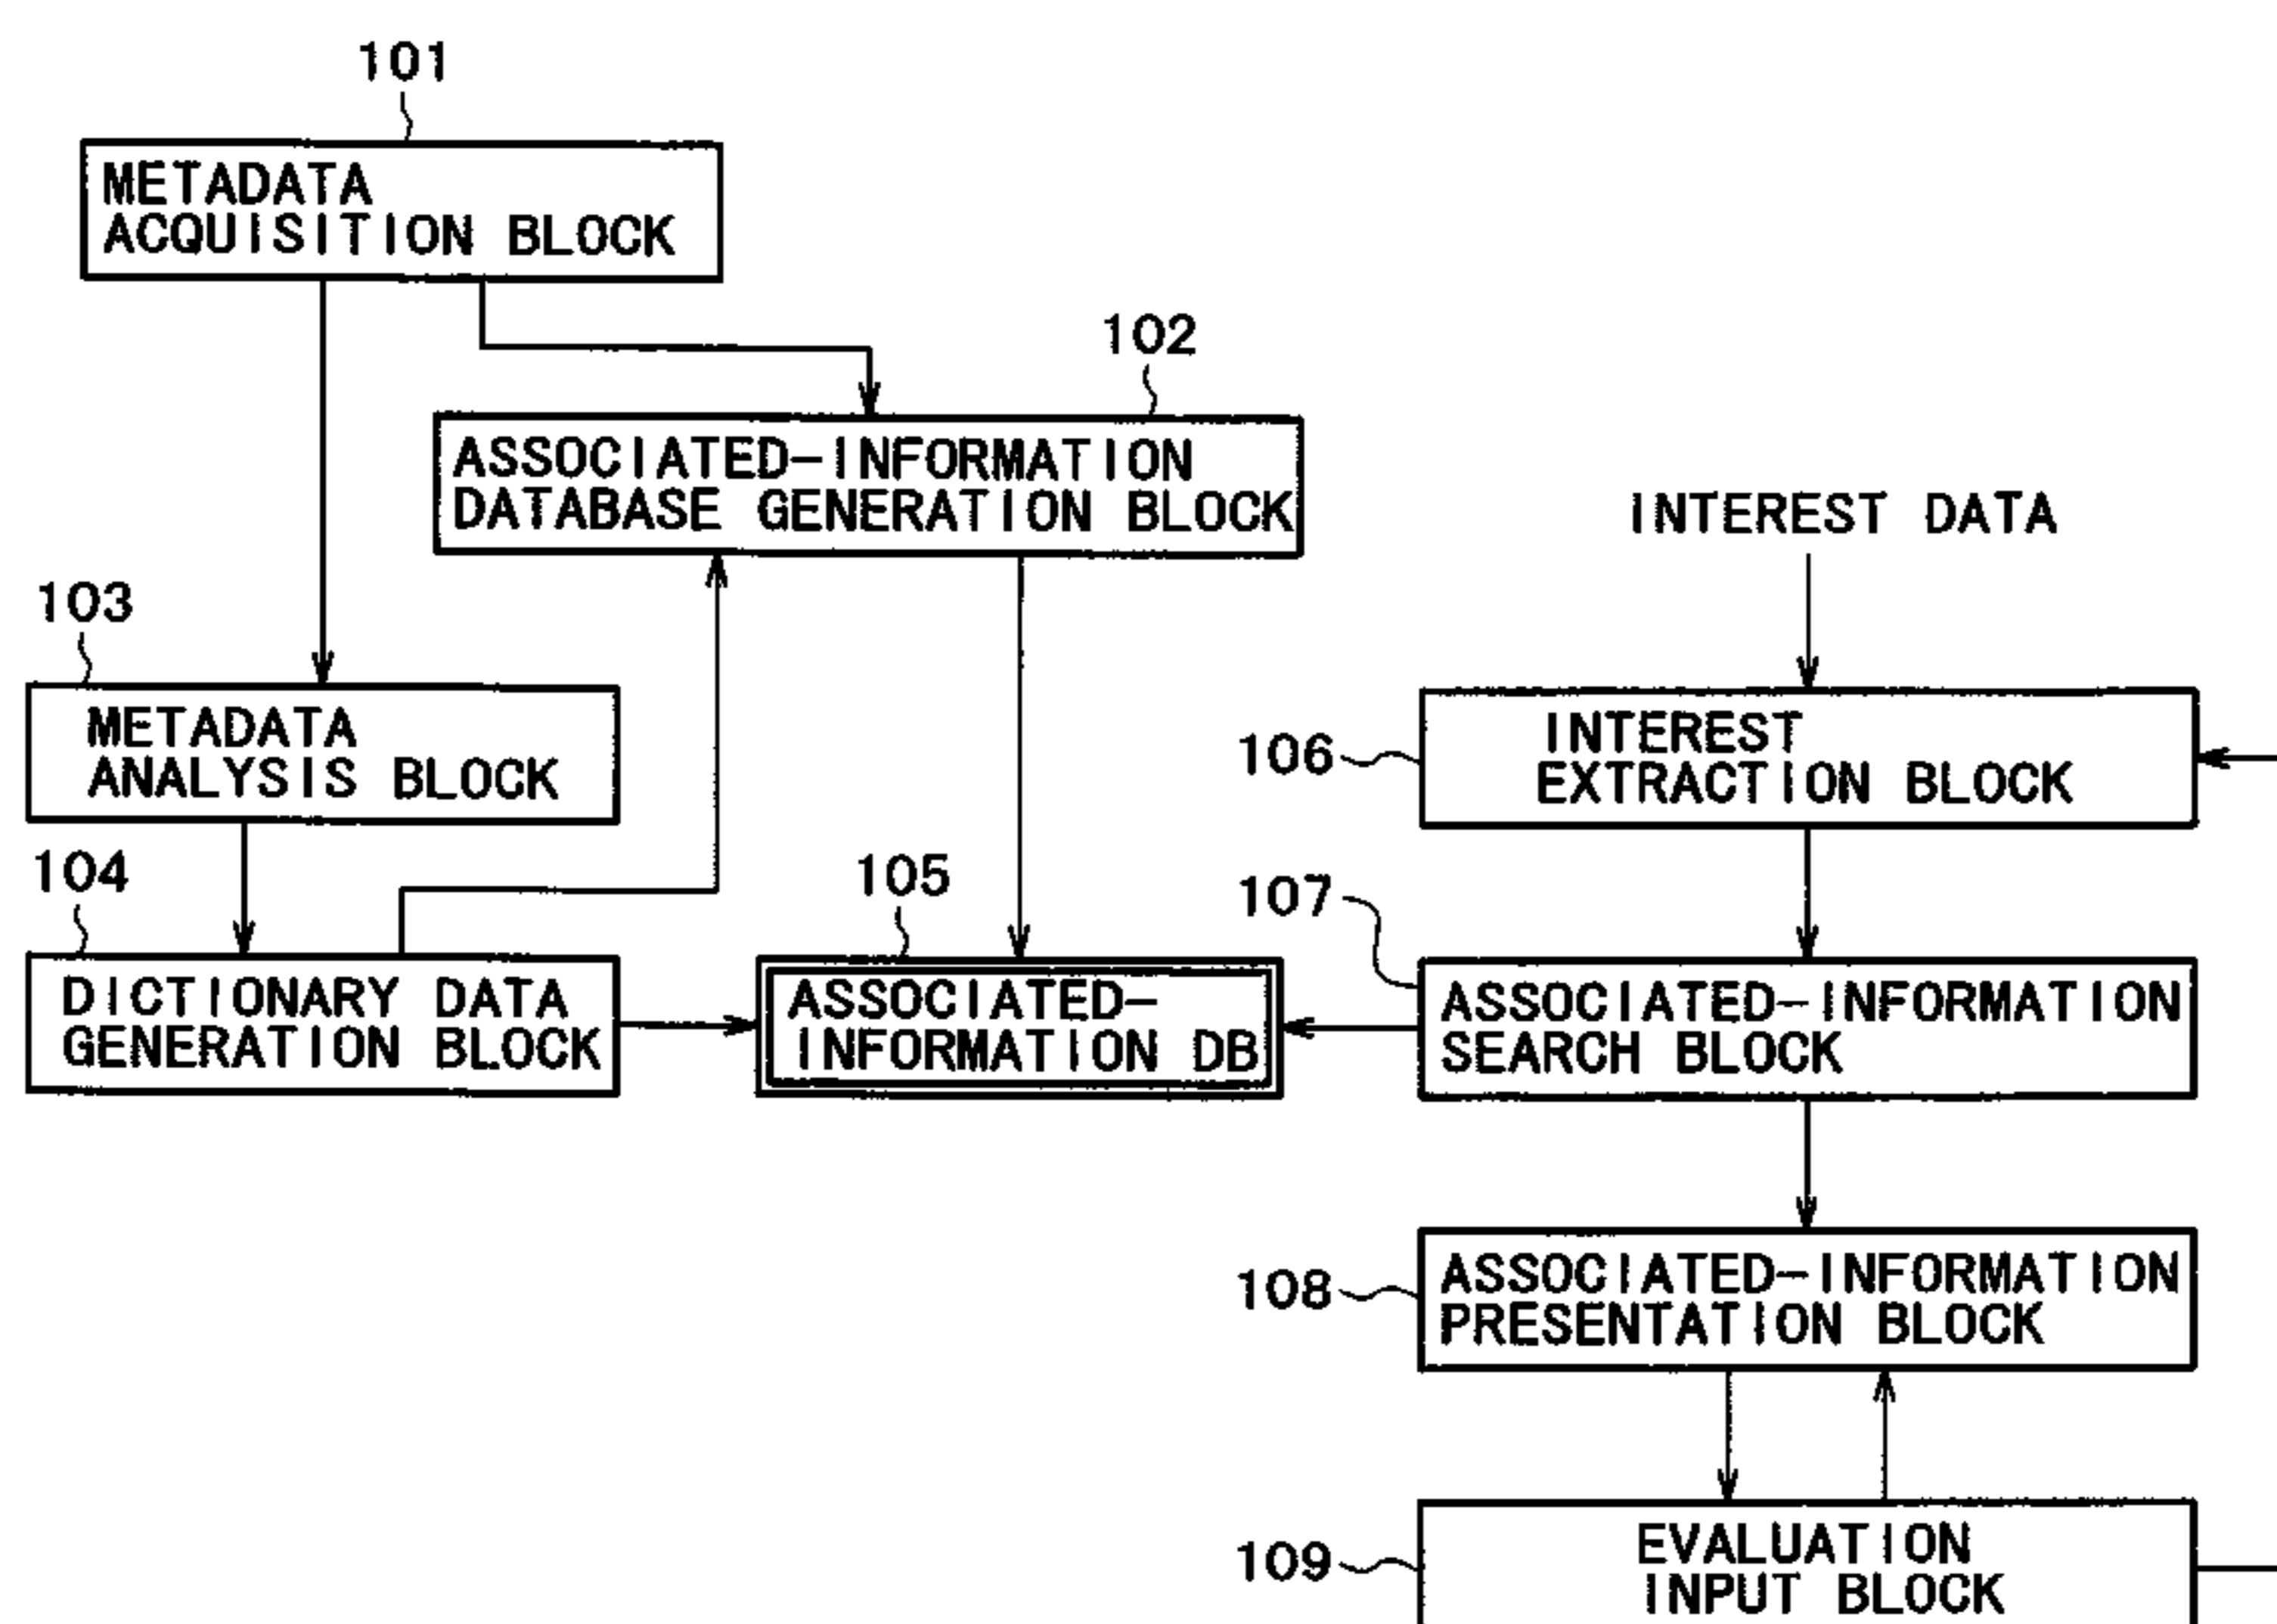 101
METADATA
ACQUISITION BLOCK
102
ASSOCIATED-INFORMATION
DATABASE GENERATION BLOCK
INTEREST DATA
103
METADATA
ANALYSIS BLOCK
106
INTEREST
EXTRACTION BLOCK
104
DICTIONARY DATA
GENERATION BLOCK
105
ASSOCIATED-
INFORMATION DB
107
ASSOCIATED-INFORMATION
SEARCH BLOCK
108
ASSOCIATED-INFORMATION
PRESENTATION BLOCK
109
EVALUATION
INPUT BLOCK